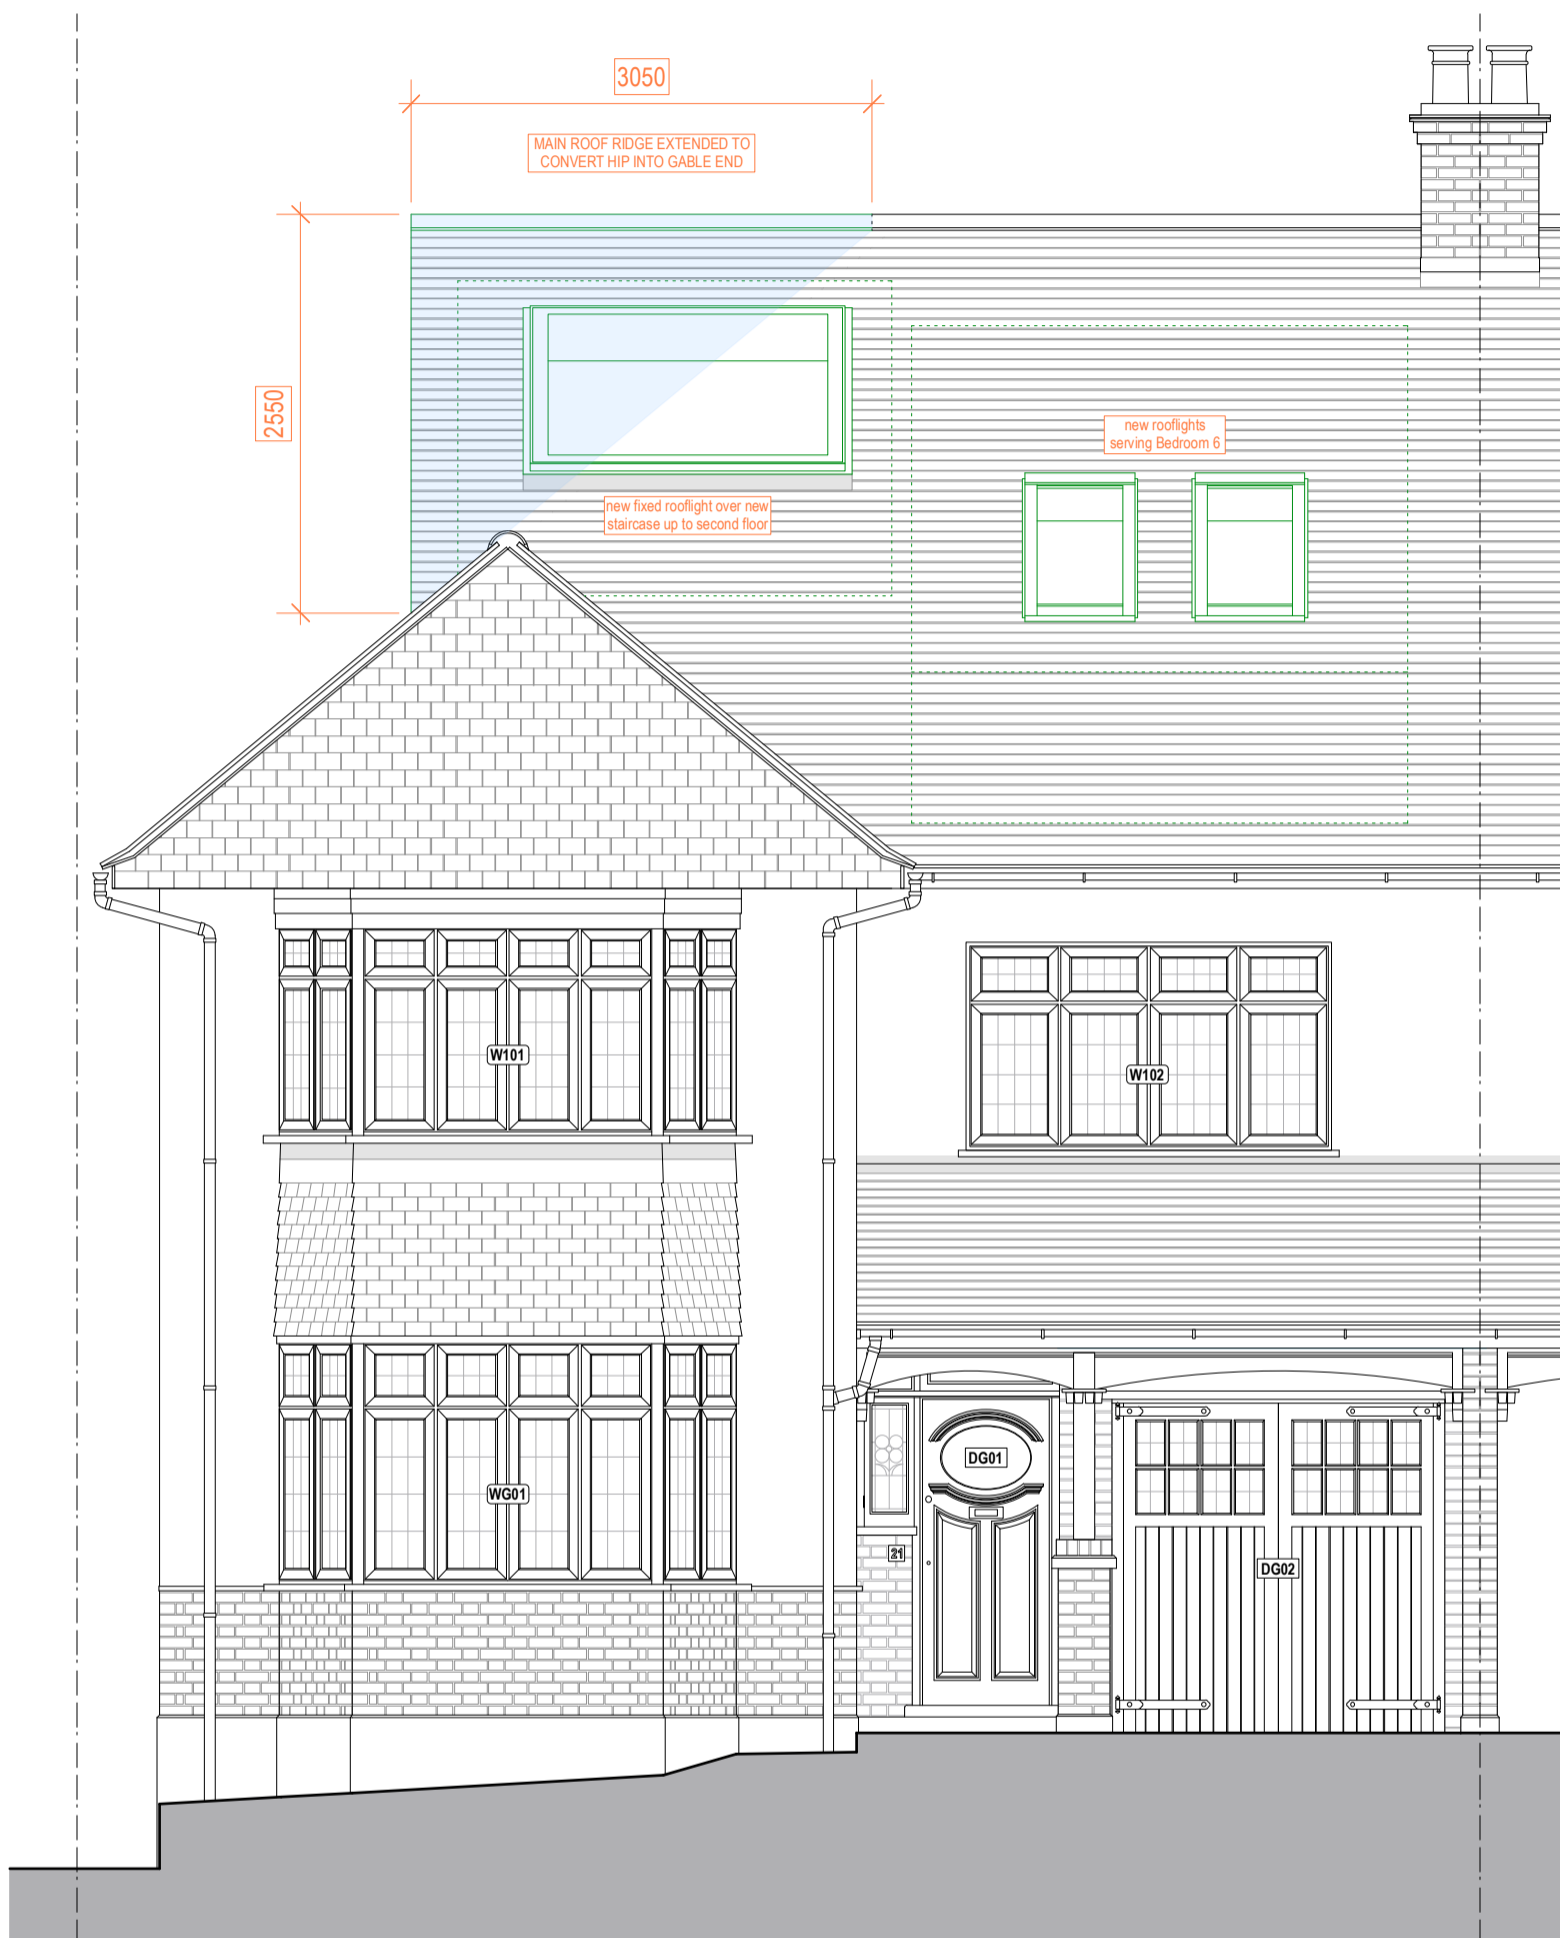 3050
MAIN ROOF RIDGE EXTENDED TO
CONVERT HIP INTO GABLE END
2550
new rooflights
serving Bedroom 6
new fixed rooflight over new
staircase up to second floor
W101
W102
DG01
WG01
21
DG02